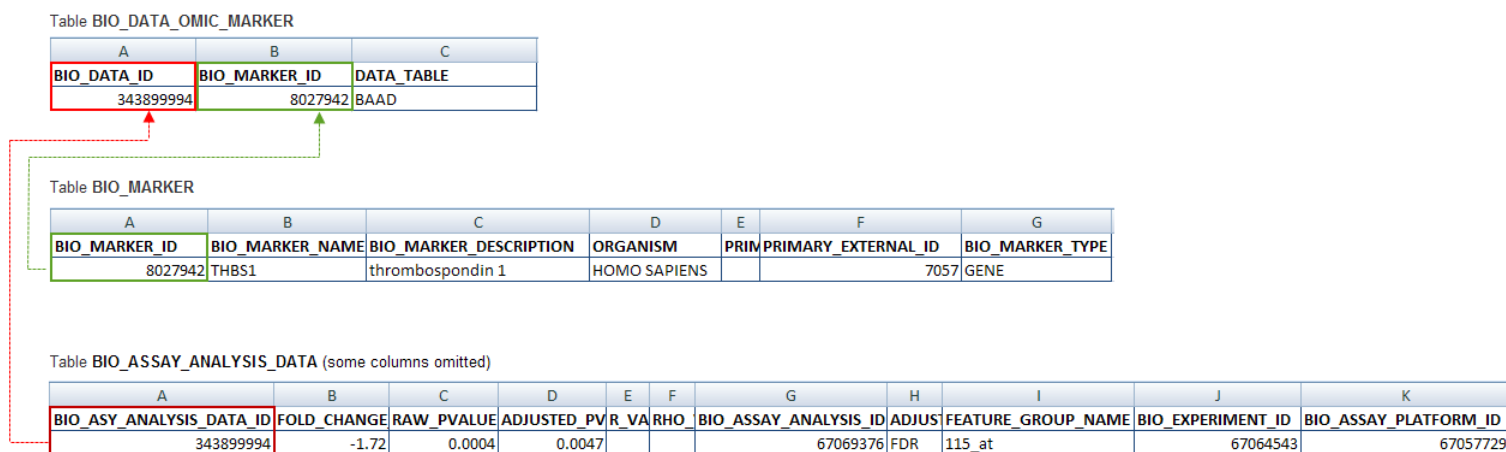 Table BIO_DATA_OMIC_MARKER
A B C
BIO_DATA_ID BIO_MARKER_ID DATA_TABLE
343899994 8027942 BAAD
Table BIO_MARKER
A B C D E F G
BIO_MARKER_ID BIO_MARKER_NAME BIO_MARKER_DESCRIPTION ORGANISM PRIM PRIMARY_EXTERNAL_ID BIO_MARKER_TYPE
8027942 THBS1 thrombospondin 1 HOMO SAPIENS 7057 GENE
Table BIO_ASSAY_ANALYSIS_DATA (some columns omitted)
A B C D E F G H I J K
BIO_ASY_ANALYSIS_DATA_ID FOLD_CHANGE RAW_PVALUE ADJUSTED_PV R_VA RHO_ BIO_ASSAY_ANALYSIS_ID ADJUST FEATURE_GROUP_NAME BIO_EXPERIMENT_ID BIO_ASSAY_PLATFORM_ID
343899994 -1.72 0.0004 0.0047 67069376 FDR 115_at 67064543 67057729